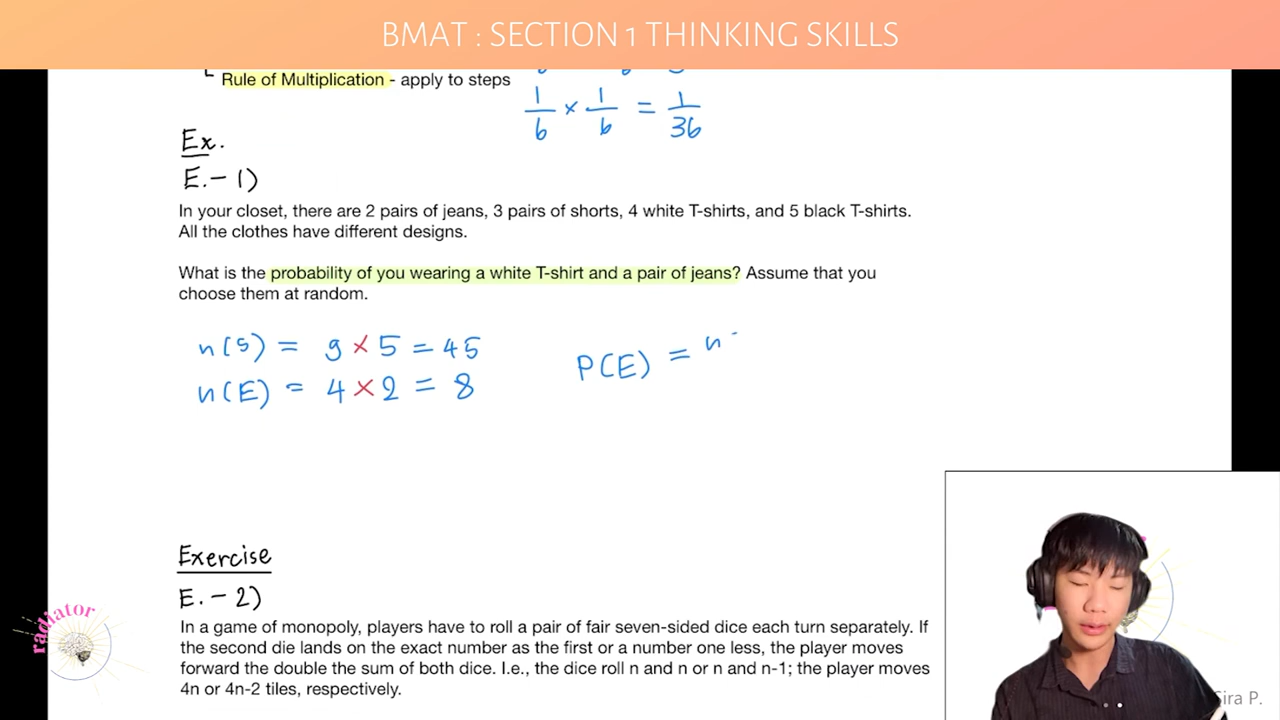 BMAT : SECTION 1 THINKING SKILLS
Rule of Multiplication - apply to steps
1/6 × 1/6 = 1/36
Ex.
E.- 1)
In your closet, there are 2 pairs of jeans, 3 pairs of shorts, 4 white T-shirts, and 5 black T-shirts.
All the clothes have different designs.
What is the probability of you wearing a white T-shirt and a pair of jeans? Assume that you
choose them at random.
n(s) = 9 × 5 = 45
n(E) = 4 × 2 = 8
P(E) = n
Exercise
E. - 2)
In a game of monopoly, players have to roll a pair of fair seven-sided dice each turn separately. If
the second die lands on the exact number as the first or a number one less, the player moves
forward the double the sum of both dice. I.e., the dice roll n and n or n and n-1; the player moves
4n or 4n-2 tiles, respectively.
radiator
Sira P.